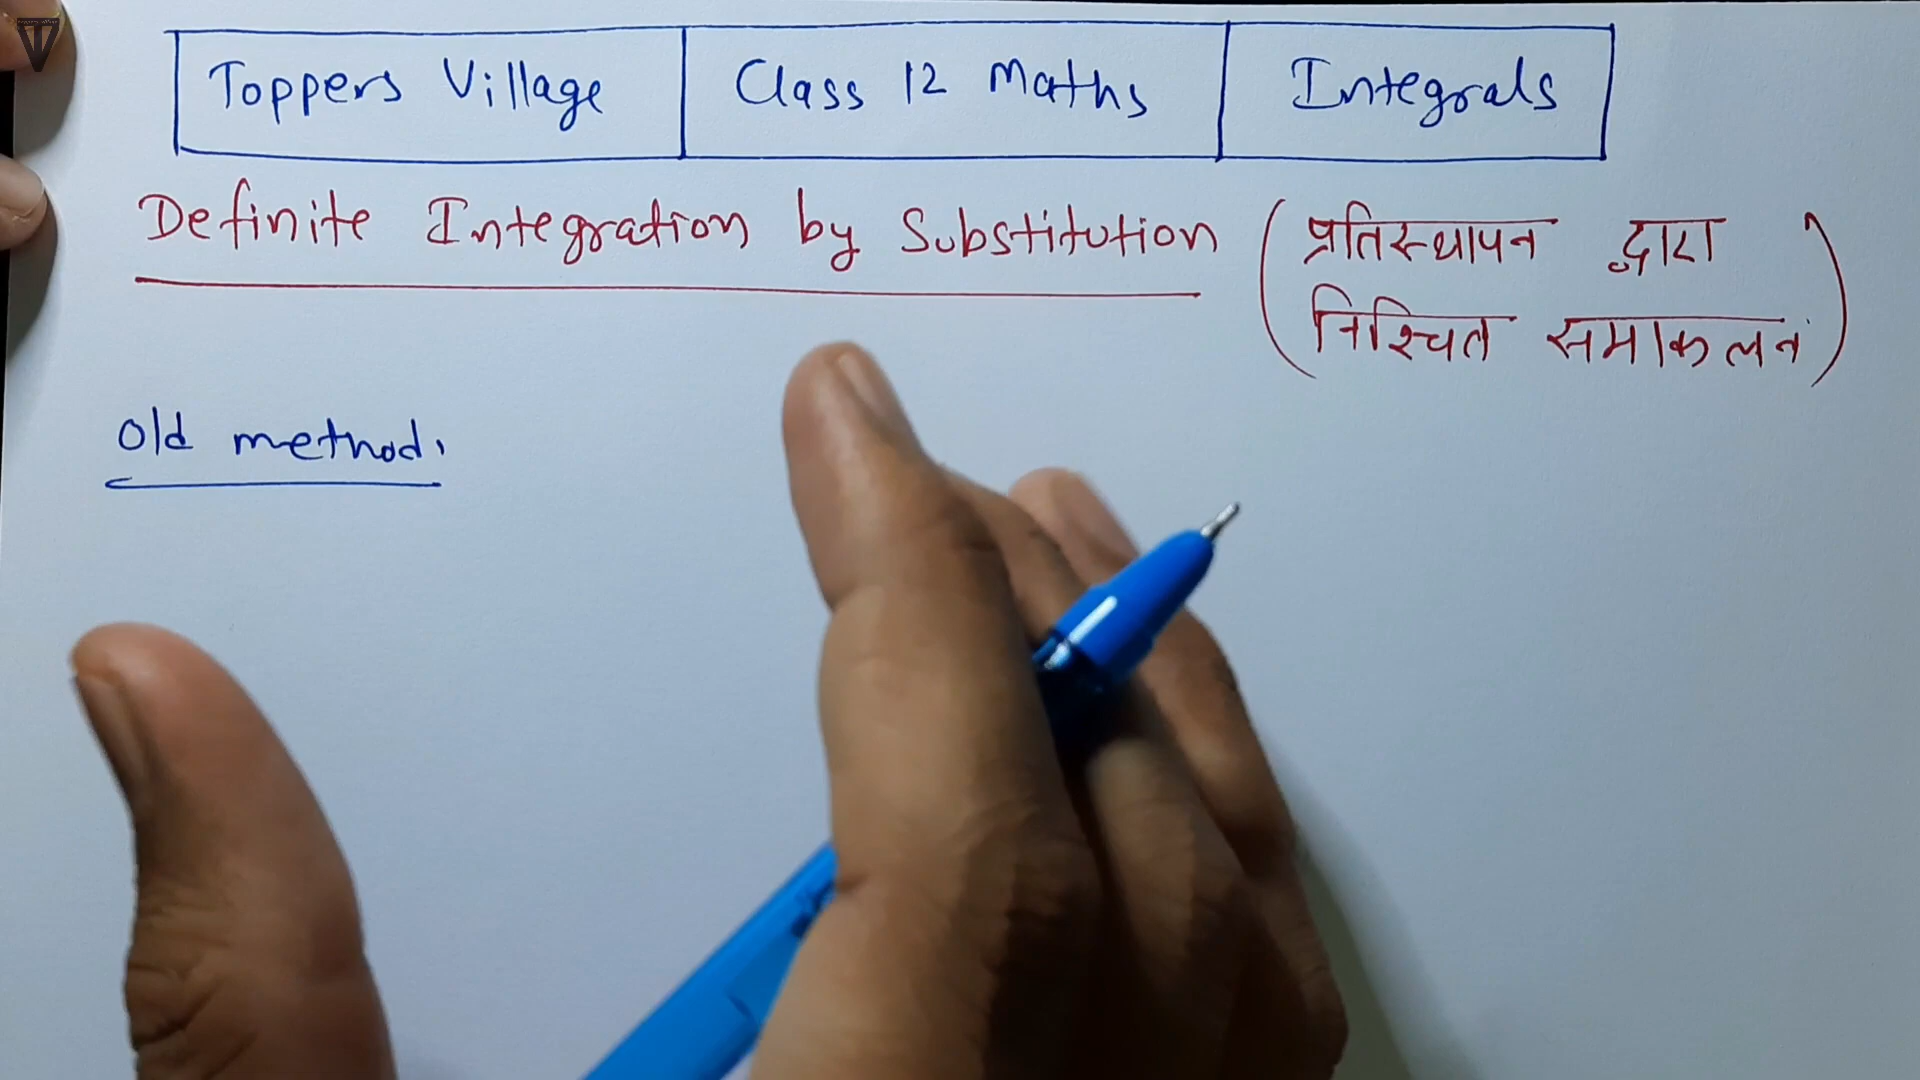 Toppers Village Class 12 Maths Integrals
Definite Integration by Substitution (प्रतिस्थापन द्वारा
निश्चित समाकलन)
Old method.